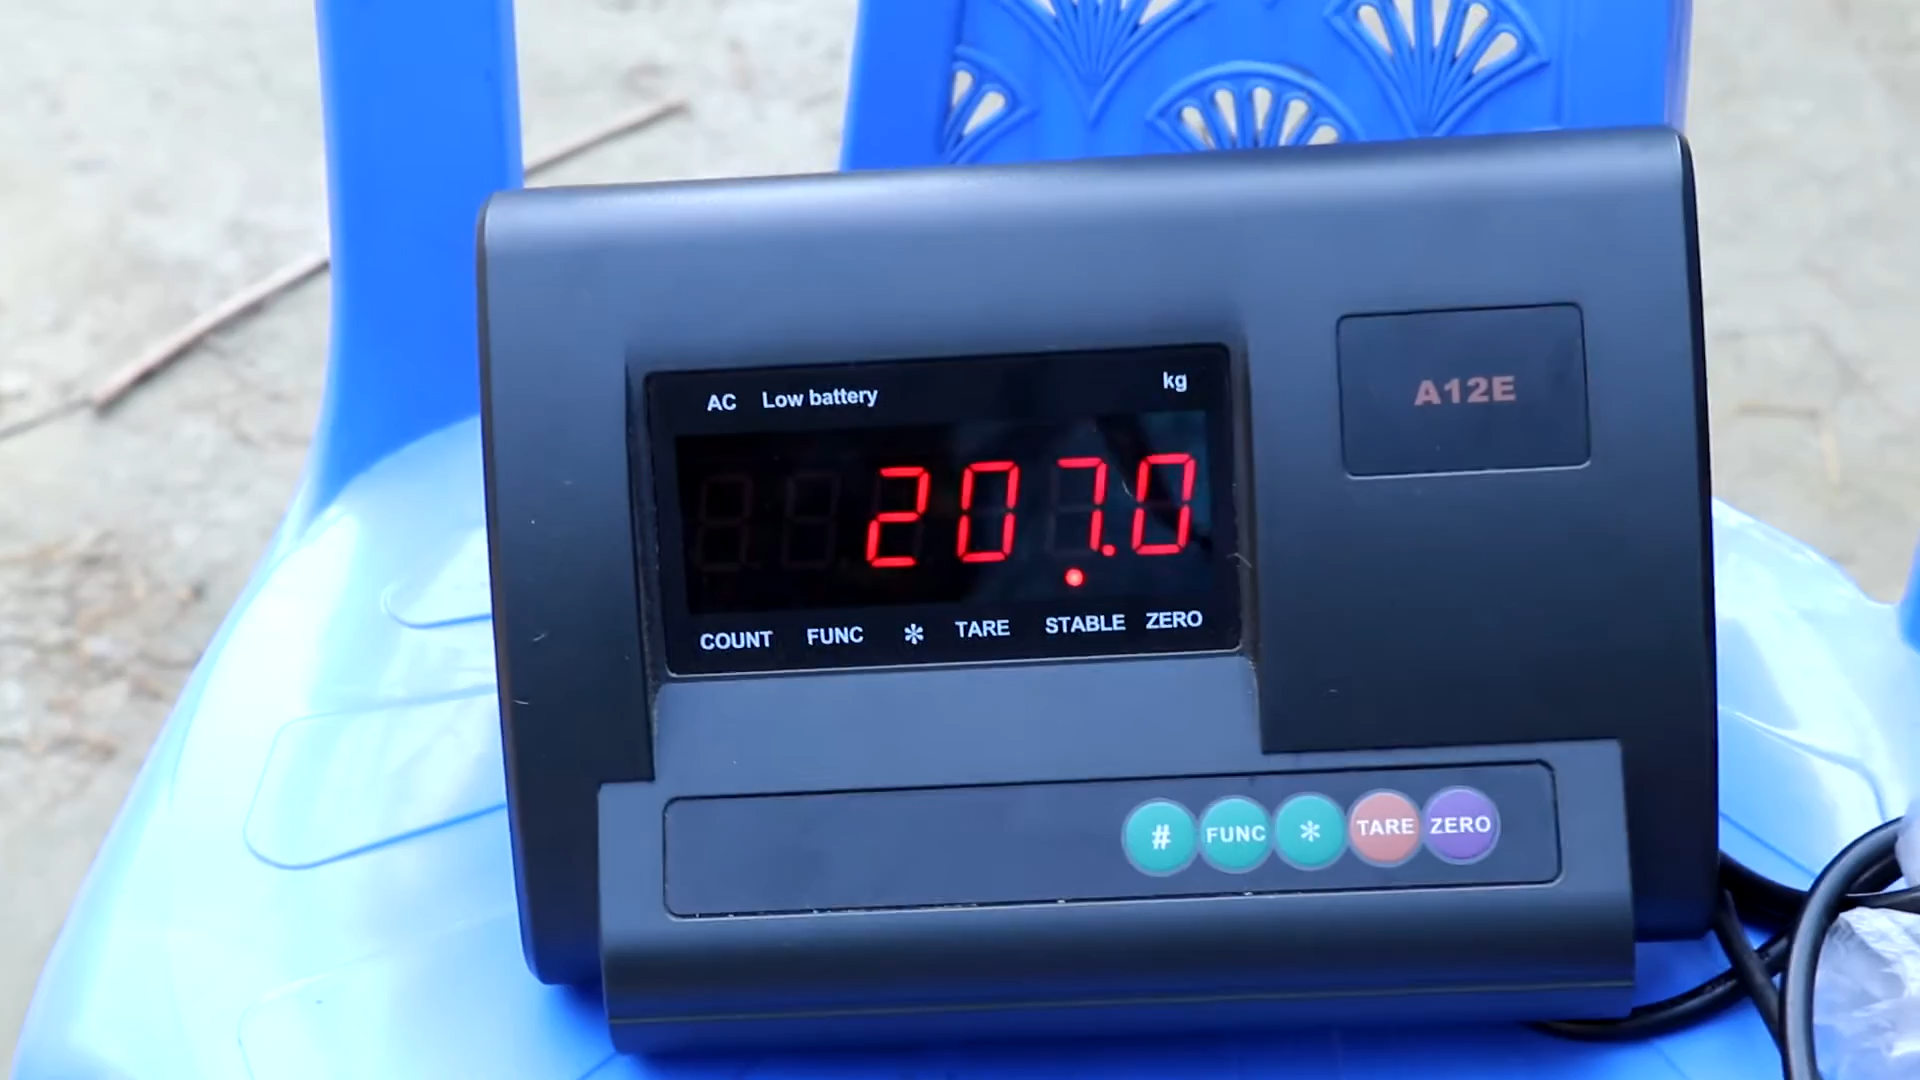 AC Low battery kg
A12E
207.0
COUNT FUNC * TARE STABLE ZERO
# FUNC * TARE ZERO